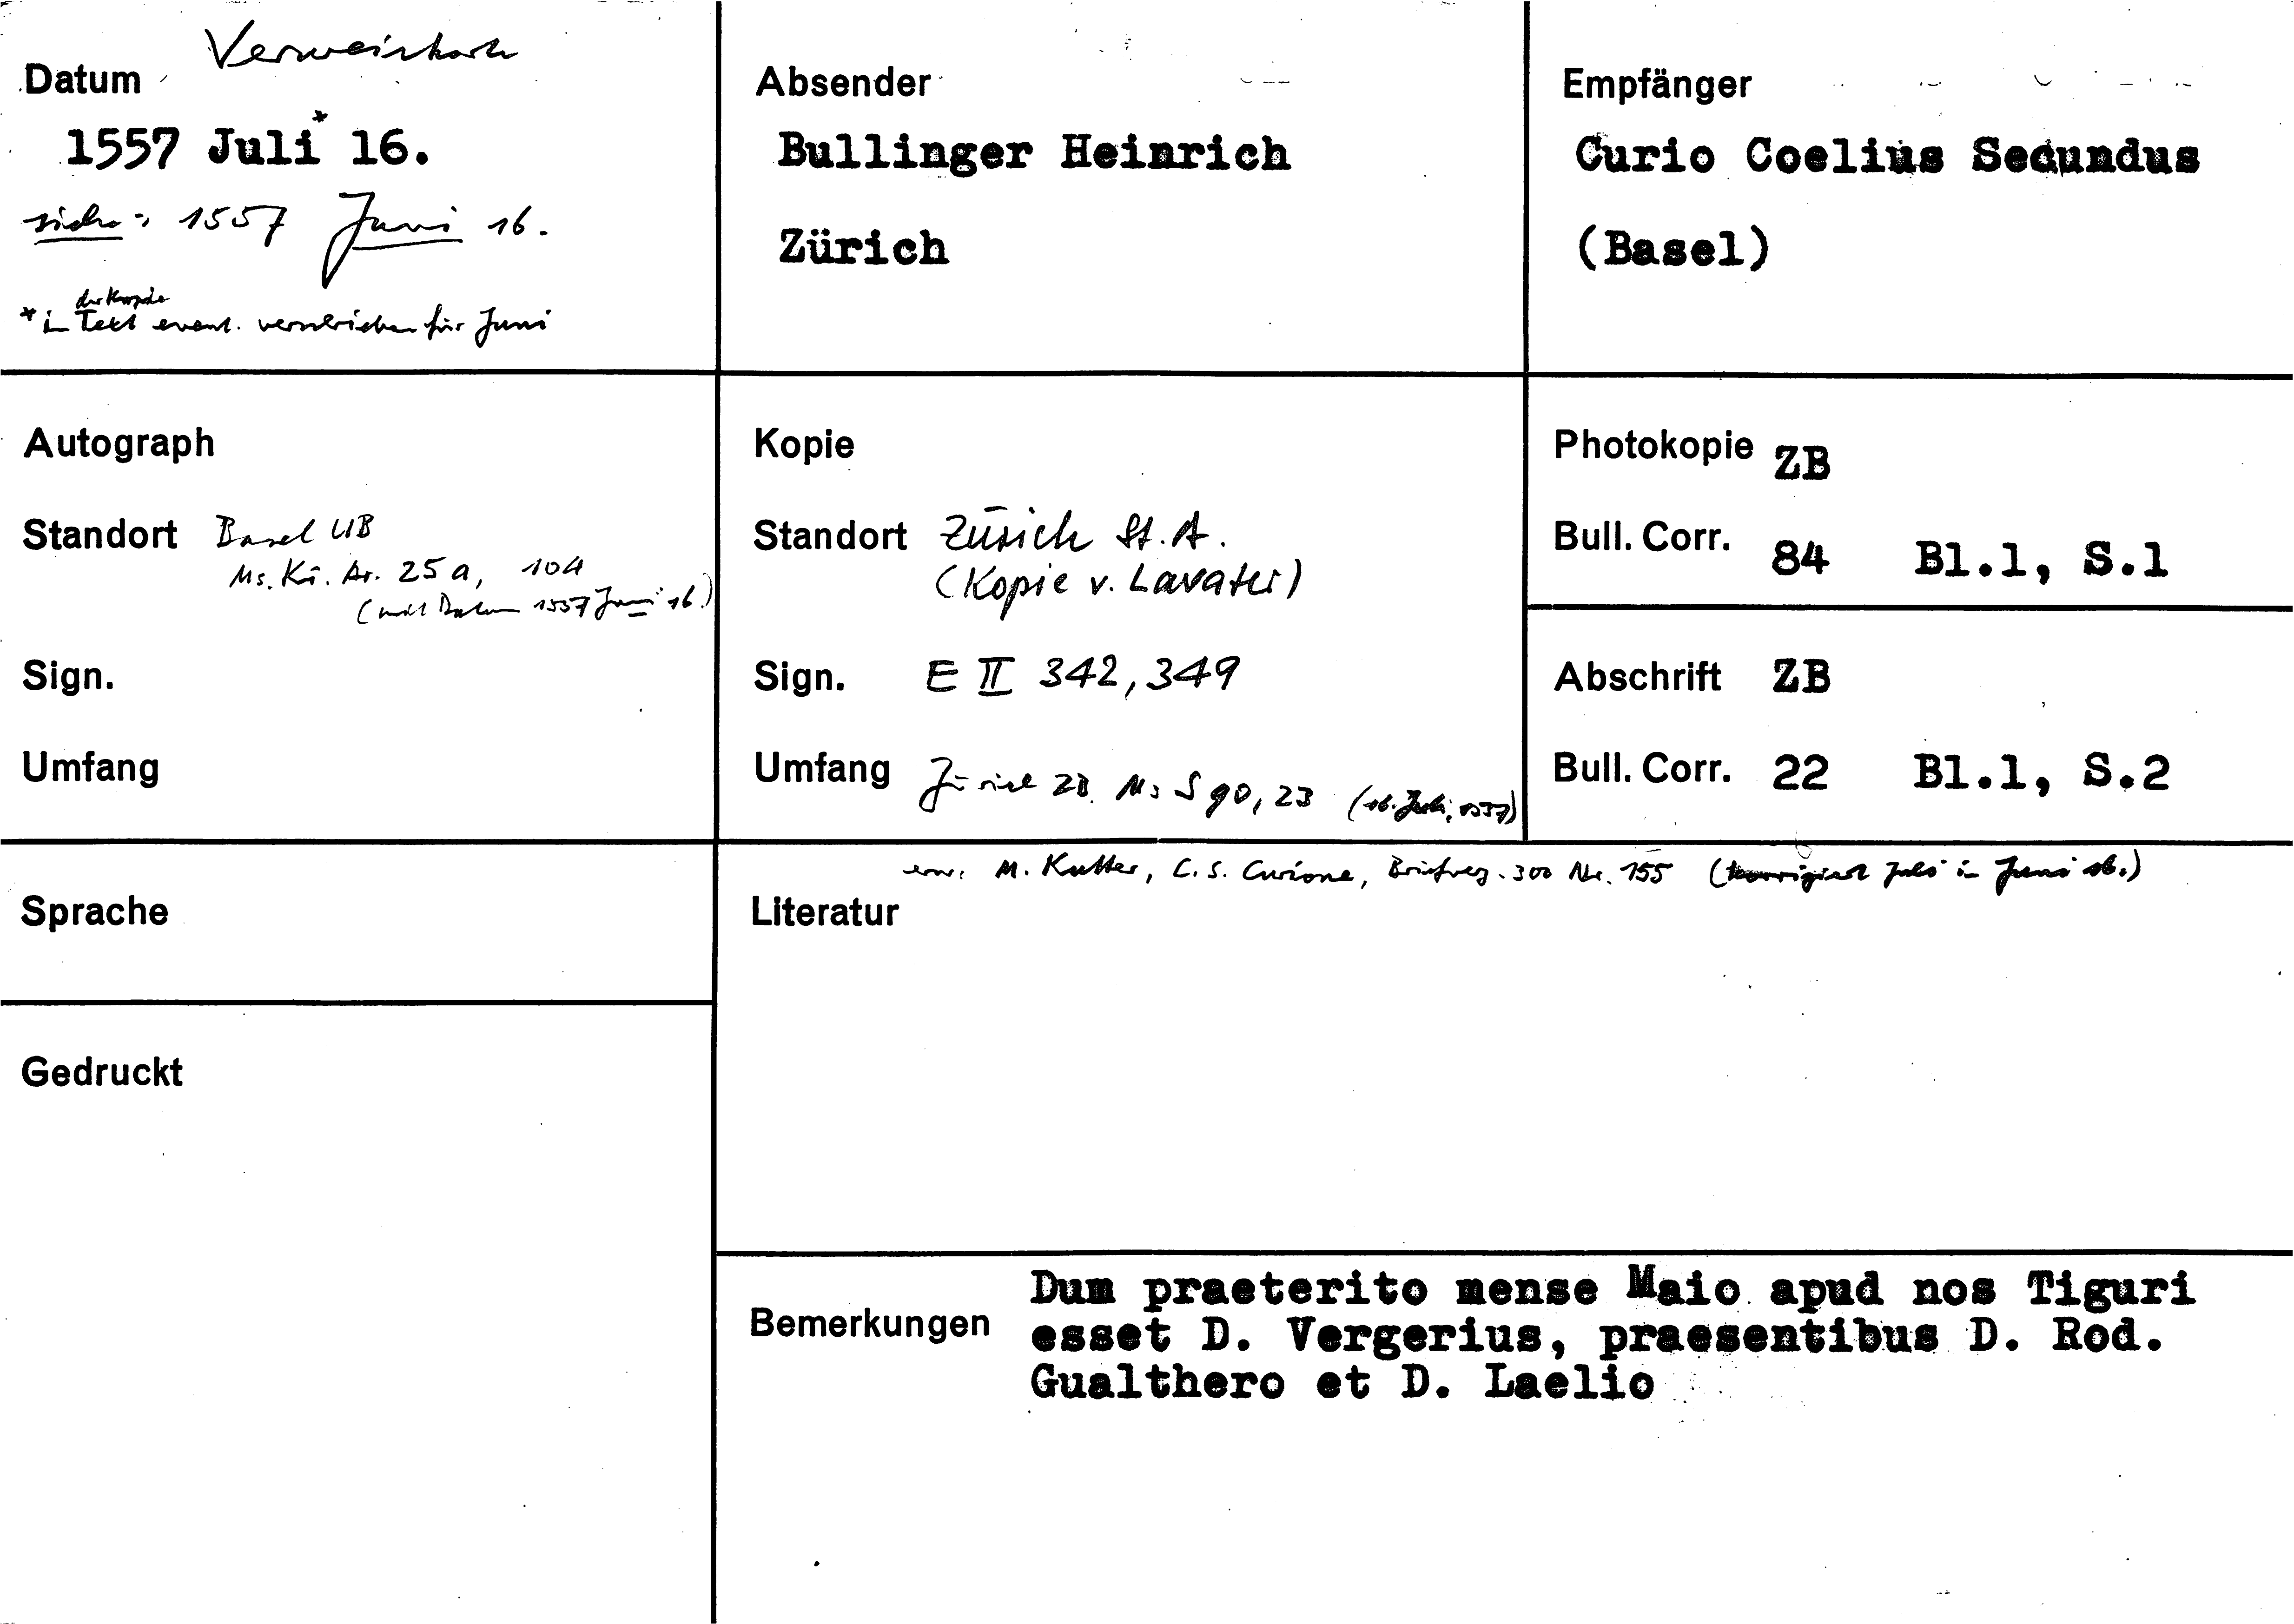 Verweiskarte
Datum
1557 Juli* 16.
siehe: 1557 Juni 16.
der Kopie
* im Text event. verschrieben für Juni
Absender
Bullinger Heinrich
Zürich
Empfänger
Curio Coelius Secundus
(Basel)
Autograph
Standort Basel UB
Ms. Ki. Ar. 25a, 104
(mit Datum 1557 Juni 16.)
Sign.
Umfang
Kopie
Standort Zürich St. A.
(Kopie v. Lavater)
Sign. E II 342, 349
Umfang Zürich ZB. Ms S 90, 23 (16. Juli, 1557)
Photokopie ZB
Bull. Corr. 84 Bl.1, S.1
Abschrift ZB
Bull. Corr. 22 Bl.1, S.2
Sprache
Gedruckt
erw. M. Kutter, C. S. Curione, Briefverz. 300 Nr. 155 (korrigiert Juli in Juni 16.)
Literatur
Bemerkungen
Dum praeterito mense Maio apud nos Tiguri
esset D. Vergerius, praesentibus D. Rod.
Gualthero et D. Laelio